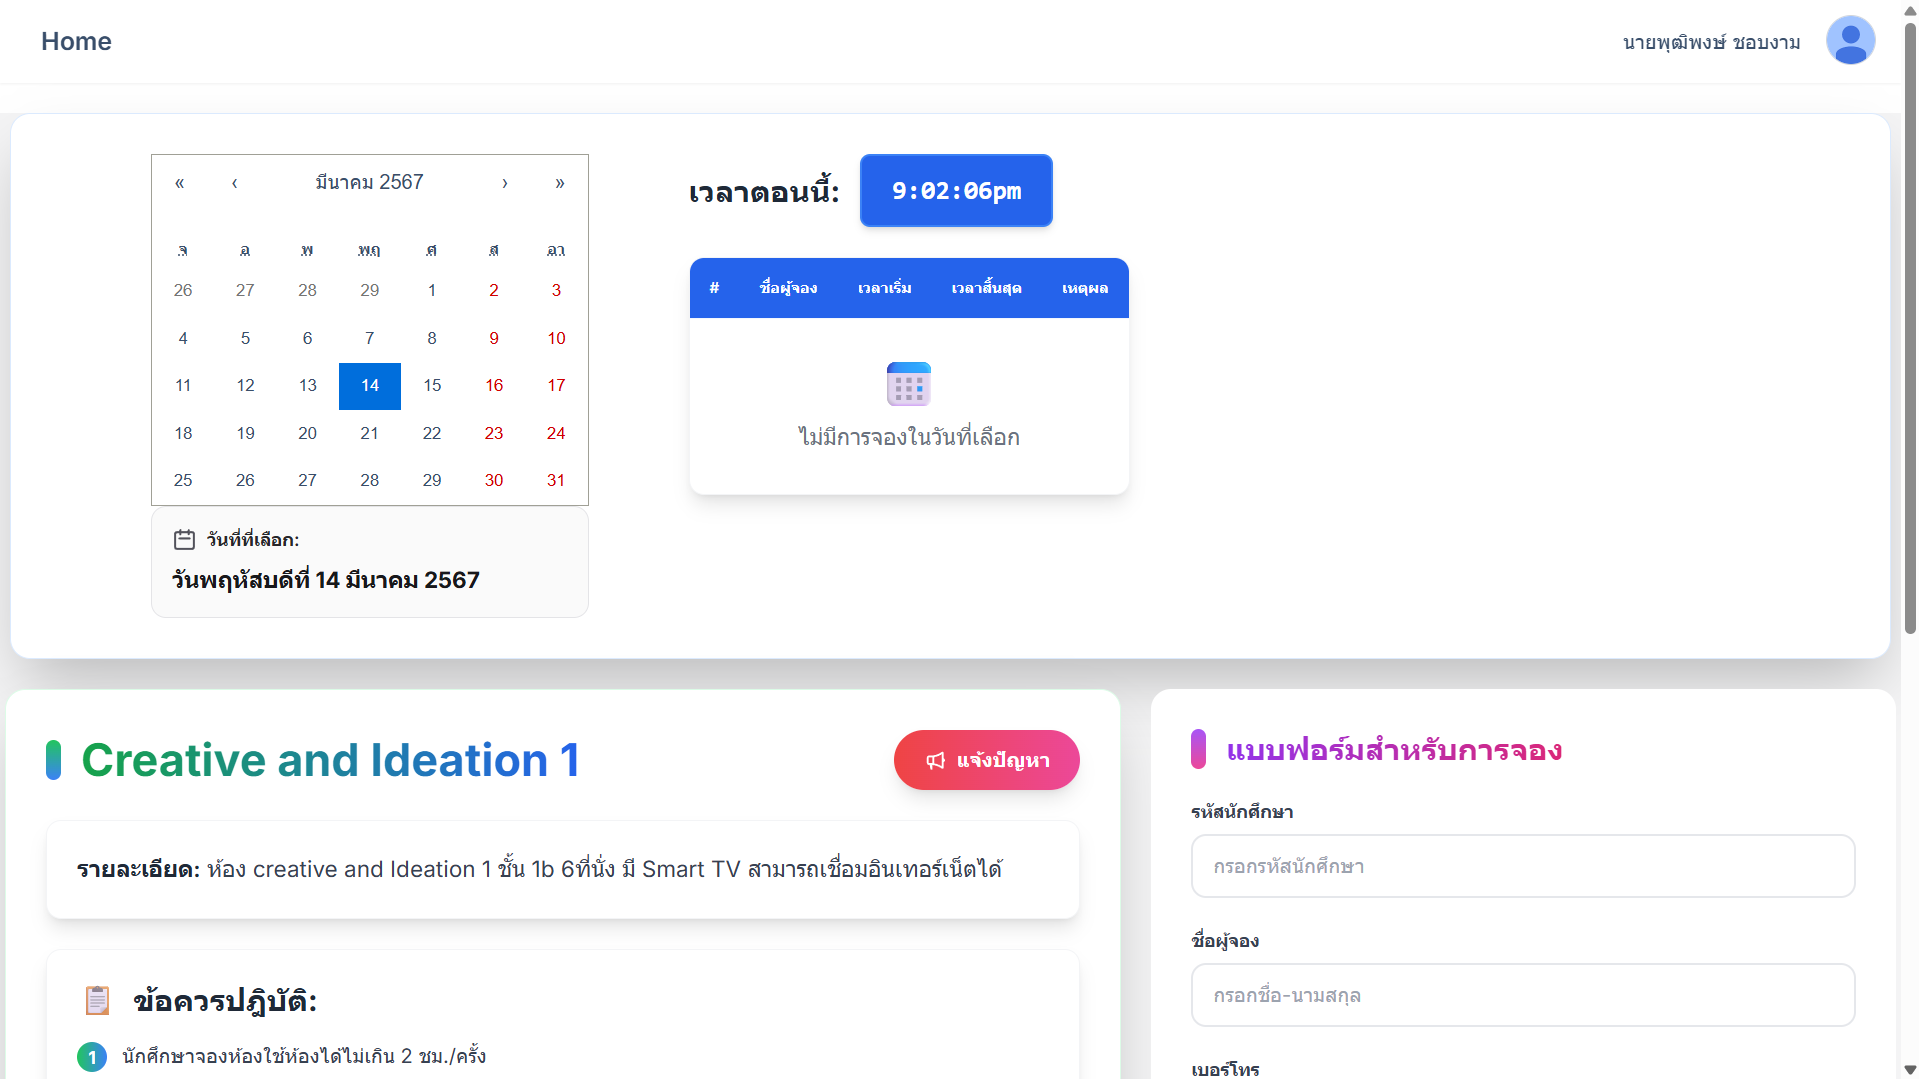 Home
นายพุฒิพงษ์ ชอบงาม
« ‹ มีนาคม 2567 › »
จ อ พ พฤ ศ ส อา
26 27 28 29 1 2 3
4 5 6 7 8 9 10
11 12 13 14 15 16 17
18 19 20 21 22 23 24
25 26 27 28 29 30 31
วันที่ที่เลือก:
วันพฤหัสบดีที่ 14 มีนาคม 2567
เวลาตอนนี้: 9:02:06pm
# ชื่อผู้จอง เวลาเริ่ม เวลาสิ้นสุด เหตุผล
ไม่มีการจองในวันที่เลือก
Creative and Ideation 1
แจ้งปัญหา
รายละเอียด: ห้อง creative and Ideation 1 ชั้น 1b 6ที่นั่ง มี Smart TV สามารถเชื่อมอินเทอร์เน็ตได้
ข้อควรปฎิบัติ:
1 นักศึกษาจองห้องใช้ห้องได้ไม่เกิน 2 ชม./ครั้ง
แบบฟอร์มสำหรับการจอง
รหัสนักศึกษา
กรอกรหัสนักศึกษา
ชื่อผู้จอง
กรอกชื่อ-นามสกุล
เบอร์โทร